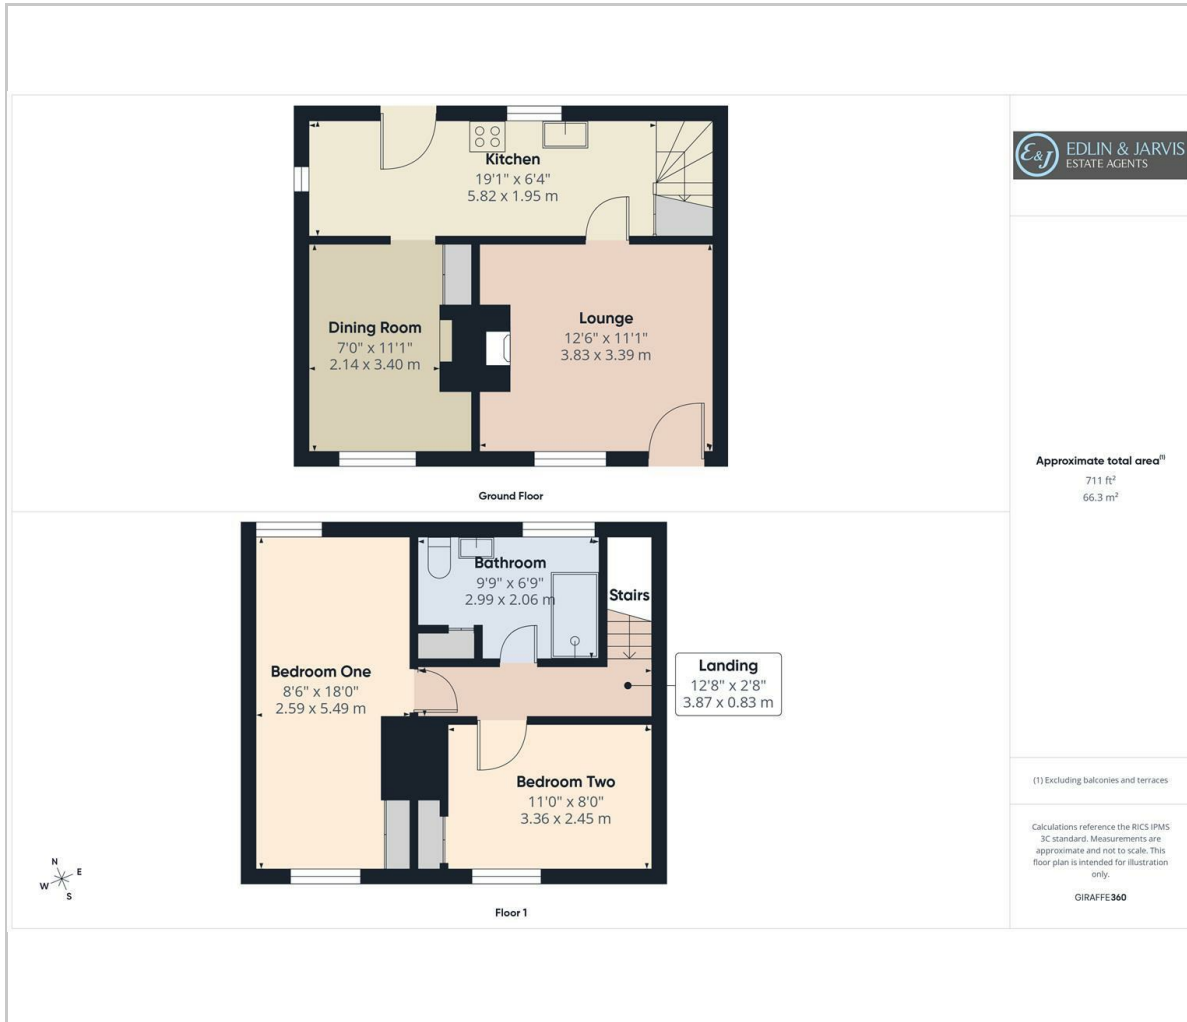 Kitchen
19'1" x 6'4"
5.82 x 1.95 m
Dining Room
7'0" x 11'1"
2.14 x 3.40 m
Lounge
12'6" x 11'1"
3.83 x 3.39 m
Ground Floor
Bathroom
9'9" x 6'9"
2.99 x 2.06 m
Stairs
Bedroom One
8'6" x 18'0"
2.59 x 5.49 m
Landing
12'8" x 2'8"
3.87 x 0.83 m
Bedroom Two
11'0" x 8'0"
3.36 x 2.45 m
N
E
W
S
Floor 1
E&J
EDLIN & JARVIS
ESTATE AGENTS
Approximate total area(1)
711 ft²
66.3 m²
(1) Excluding balconies and terraces
Calculations reference the RICS IPMS
3C standard. Measurements are
approximate and not to scale. This
floor plan is intended for illustration
only.
GIRAFFE360